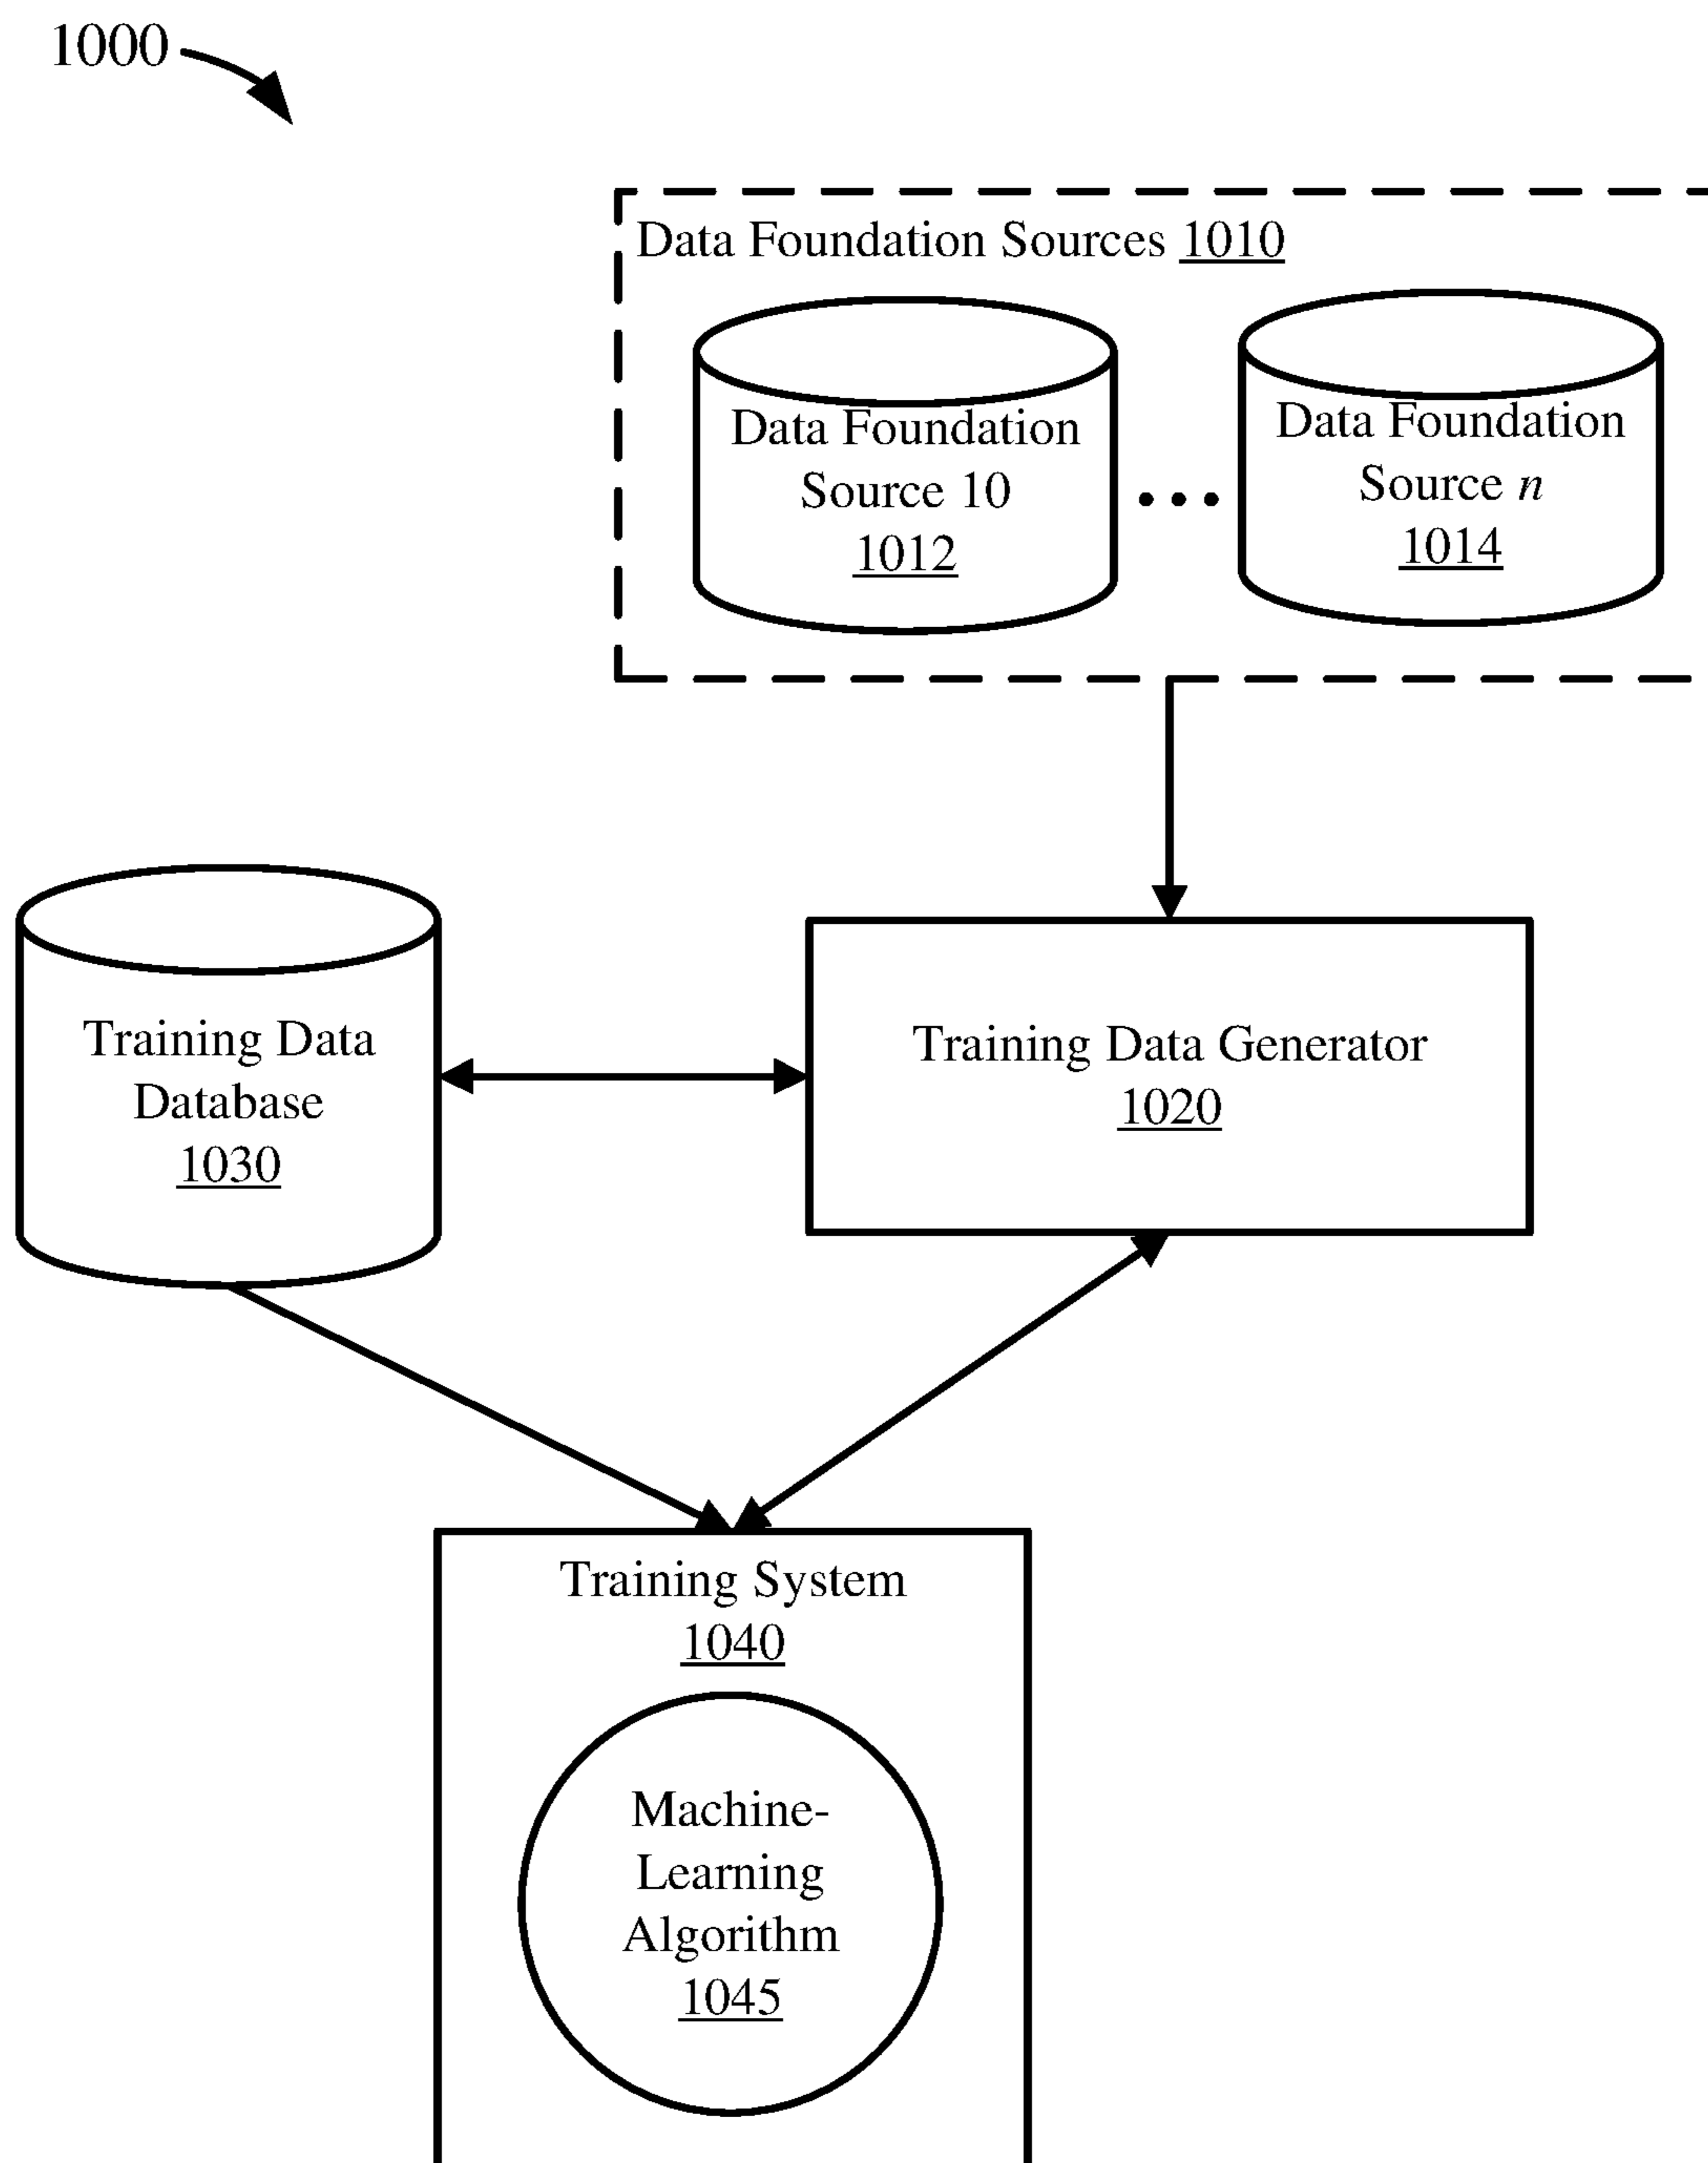 1000
Data Foundation Sources 1010
Data Foundation
Source 10
1012
Data Foundation
Source n
1014
Training Data
Database
1030
Training Data Generator
1020
Training System
1040
Machine-
Learning
Algorithm
1045